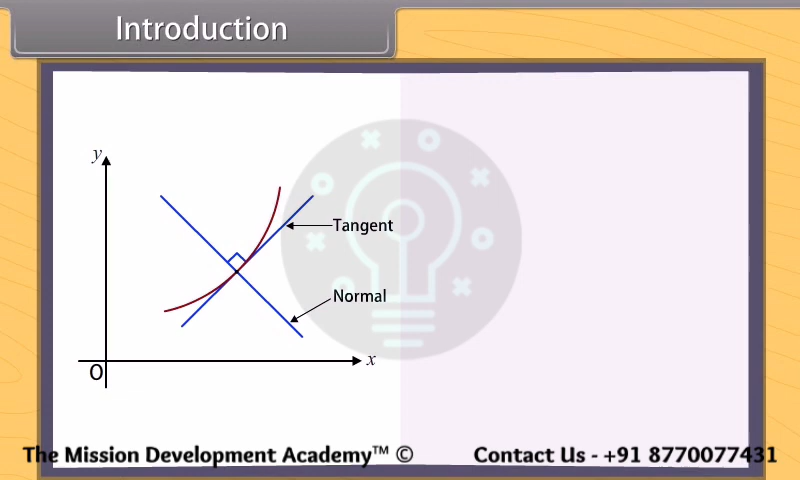 Introduction
y
Tangent
Normal
x
O
The Mission Development Academy™ ©
Contact Us - +91 8770077431